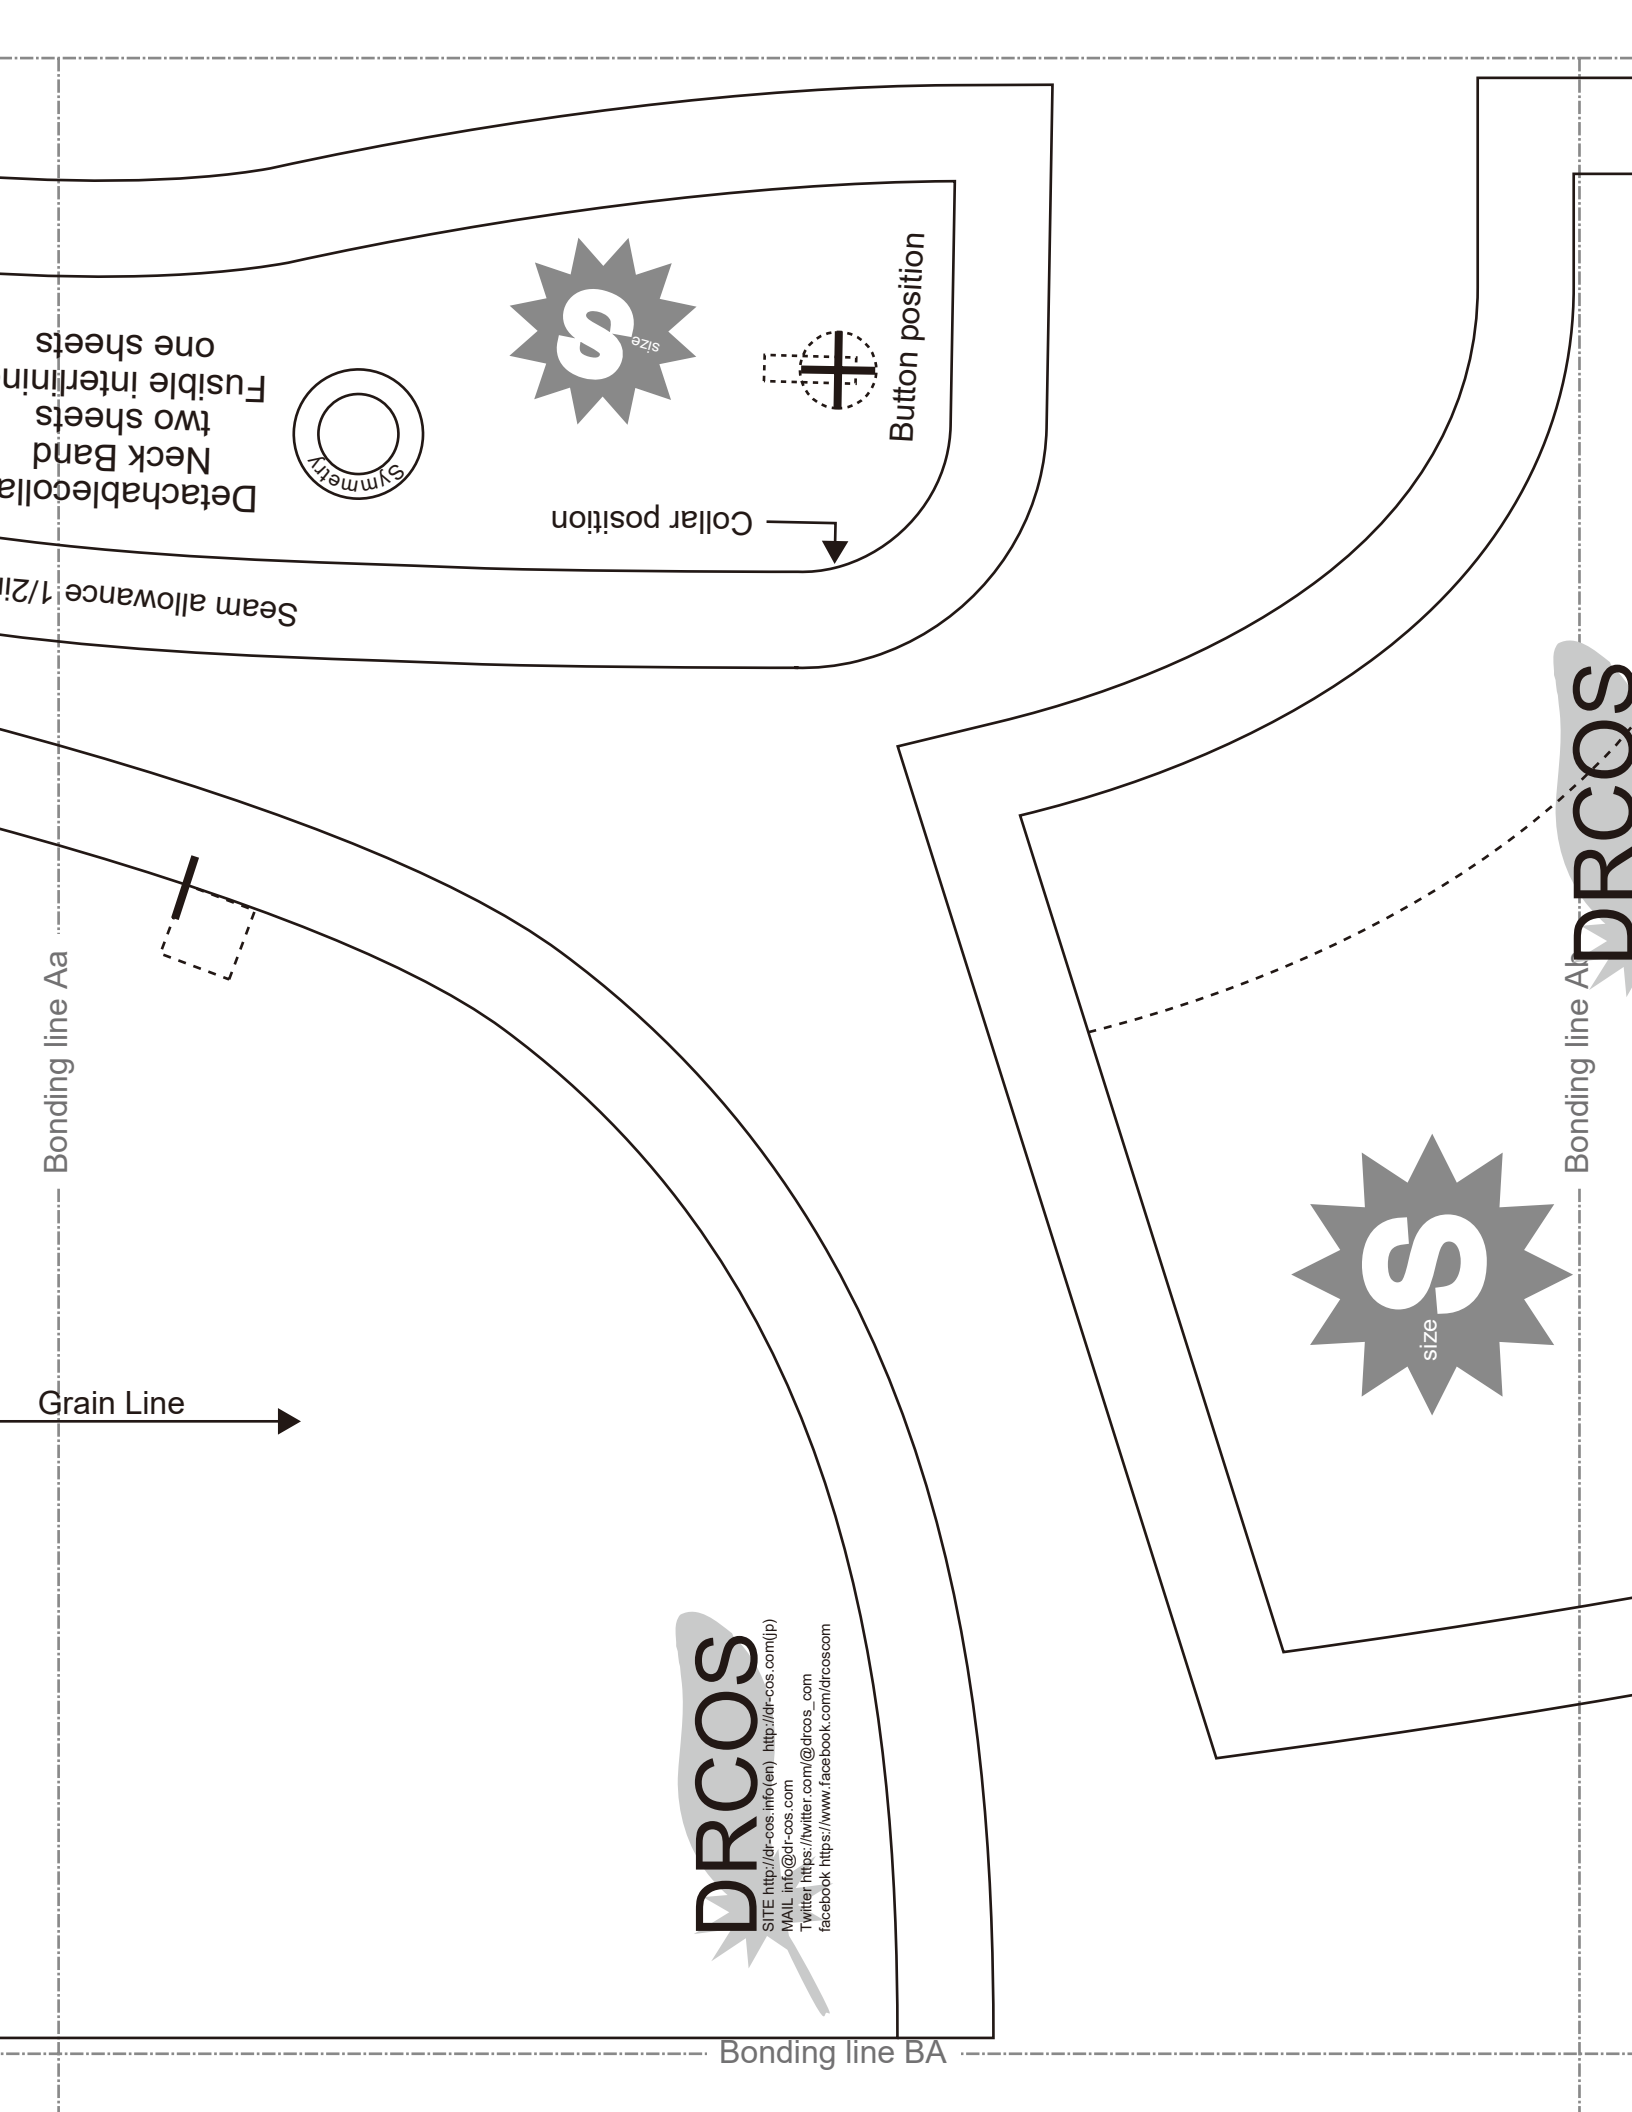 Detachablecolla
Neck Band
two sheets
Fusible interlinin
one sheets
Symmetry
S
size
Button position
Collar position
Seam allowance 1/2i
Bonding line Aa
Grain Line
DRCOS
SITE http://dr-cos.info(en) http://dr-cos.com(jp)
MAIL info@dr-cos.com
Twitter https://twitter.com/@drcos_com
facebook https://www.facebook.com/drcoscom
Bonding line BA
DRCOS
Bonding line Ab
size S